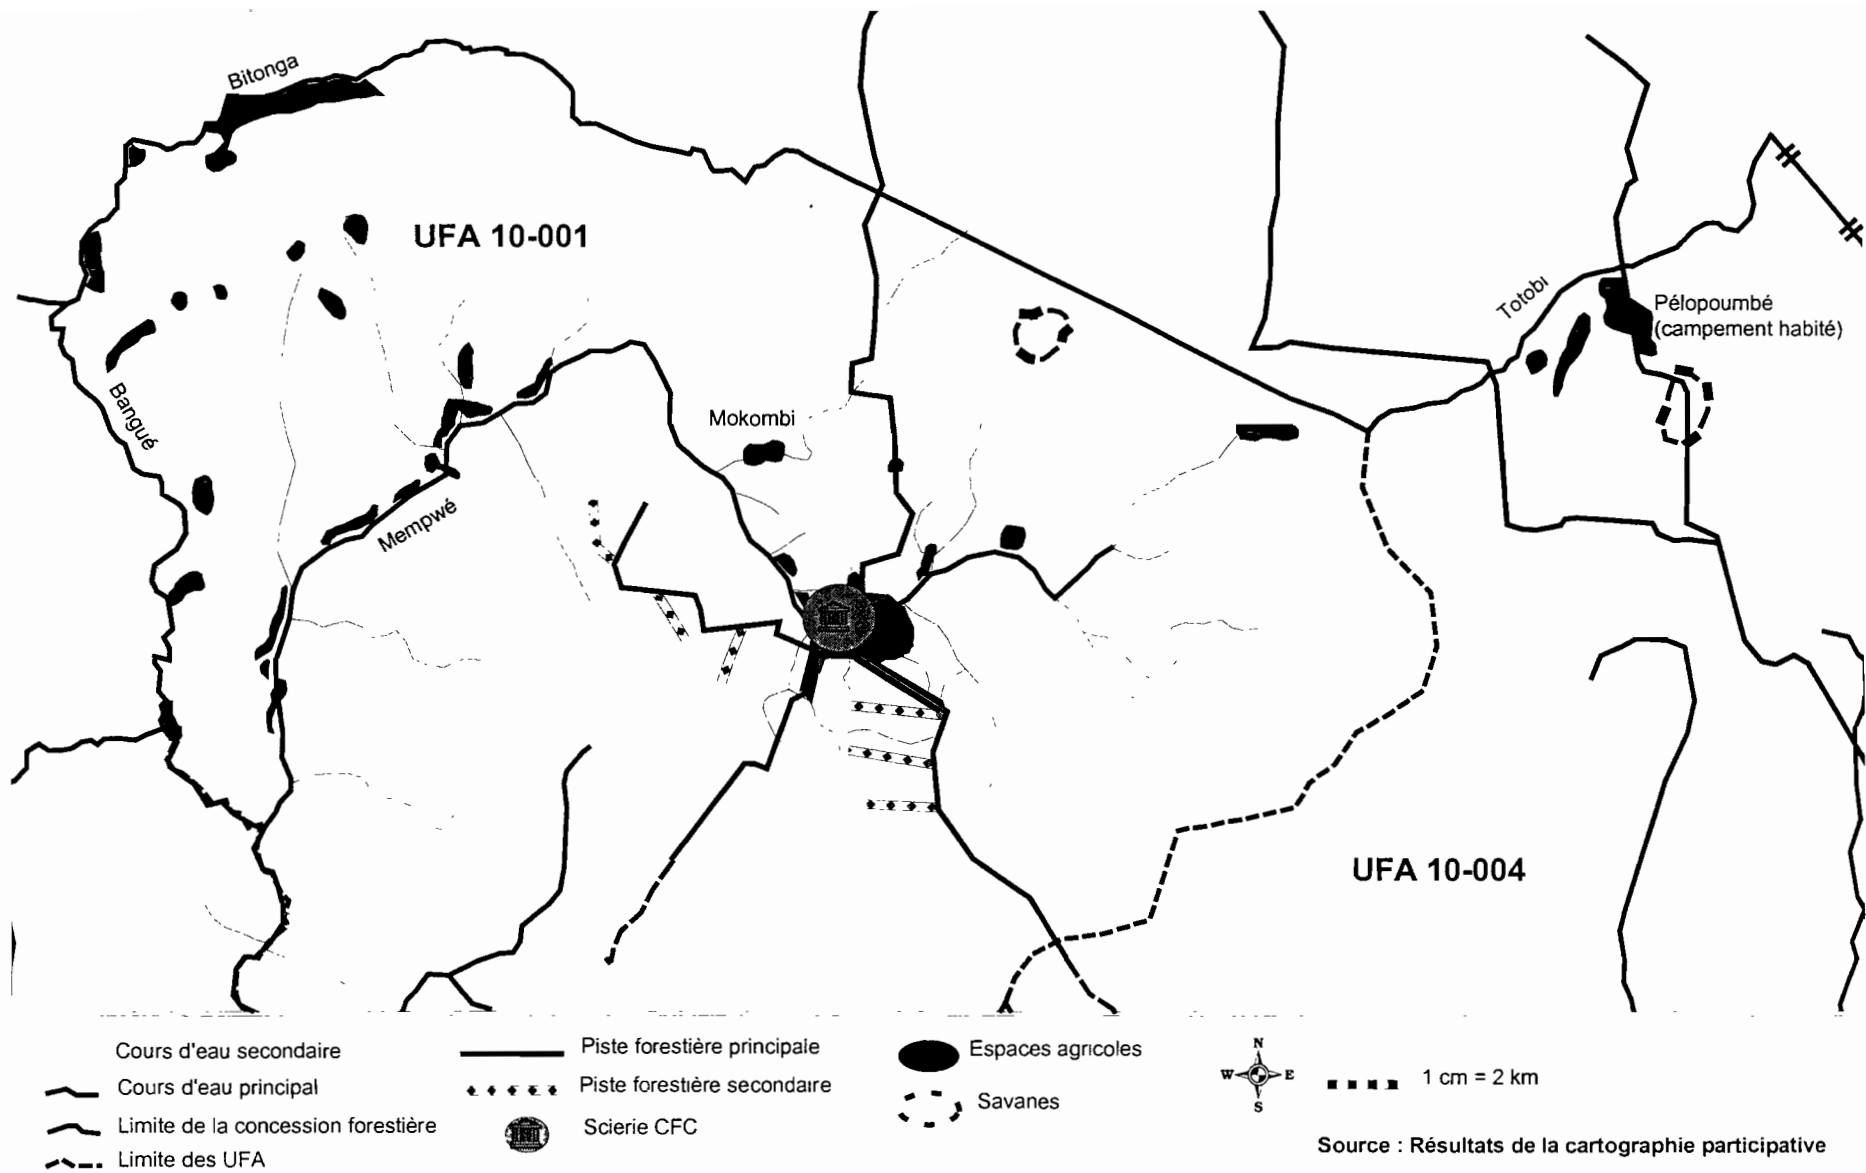 Bitonga
UFA 10-001
Totobi
Pélopoumbé
(campement habité)
Bangué
Mokombi
Mempwé
UFA 10-004
Cours d'eau secondaire
Cours d'eau principal
Limite de la concession forestière
Limite des UFA
Piste forestière principale
Piste forestière secondaire
Scierie CFC
Espaces agricoles
Savanes
N
W E
S
1 cm = 2 km
Source : Résultats de la cartographie participative